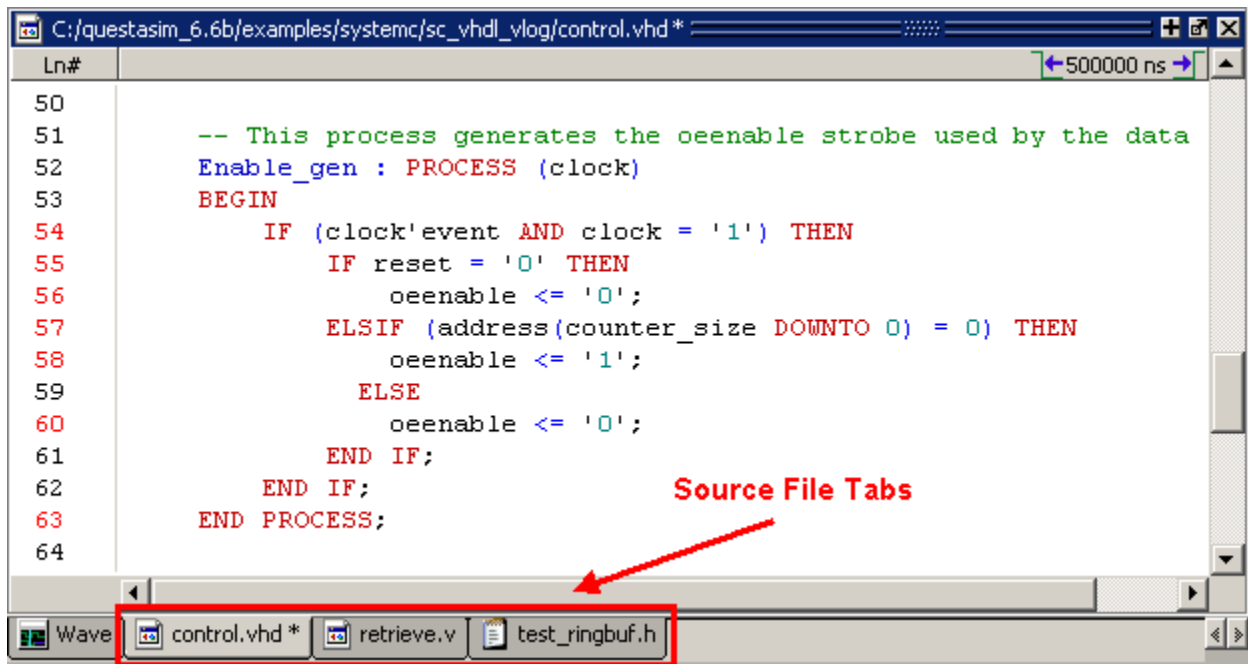 C:/questasim_6.6b/examples/systemc/sc_vhdl_vlog/control.vhd *
Ln#
500000 ns
50
51 -- This process generates the oeenable strobe used by the data
52 Enable_gen : PROCESS (clock)
53 BEGIN
54 IF (clock'event AND clock = '1') THEN
55 IF reset = '0' THEN
56 oeenable <= '0';
57 ELSIF (address(counter_size DOWNTO 0) = 0) THEN
58 oeenable <= '1';
59 ELSE
60 oeenable <= '0';
61 END IF;
62 END IF;
63 END PROCESS;
64
Source File Tabs
Wave control.vhd * retrieve.v test_ringbuf.h